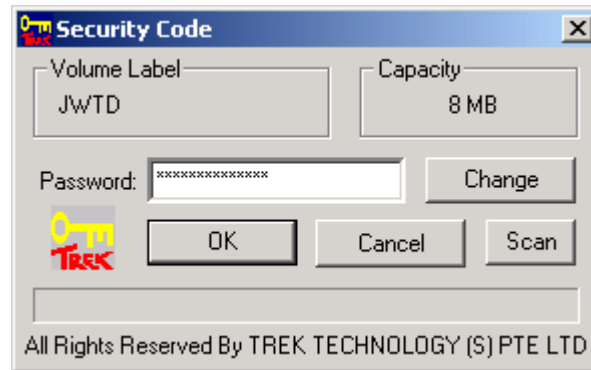 Security Code
Volume Label
JWTD
Capacity
8 MB
Password: **************
Change
TREK
OK
Cancel
Scan
All Rights Reserved By TREK TECHNOLOGY (S) PTE LTD